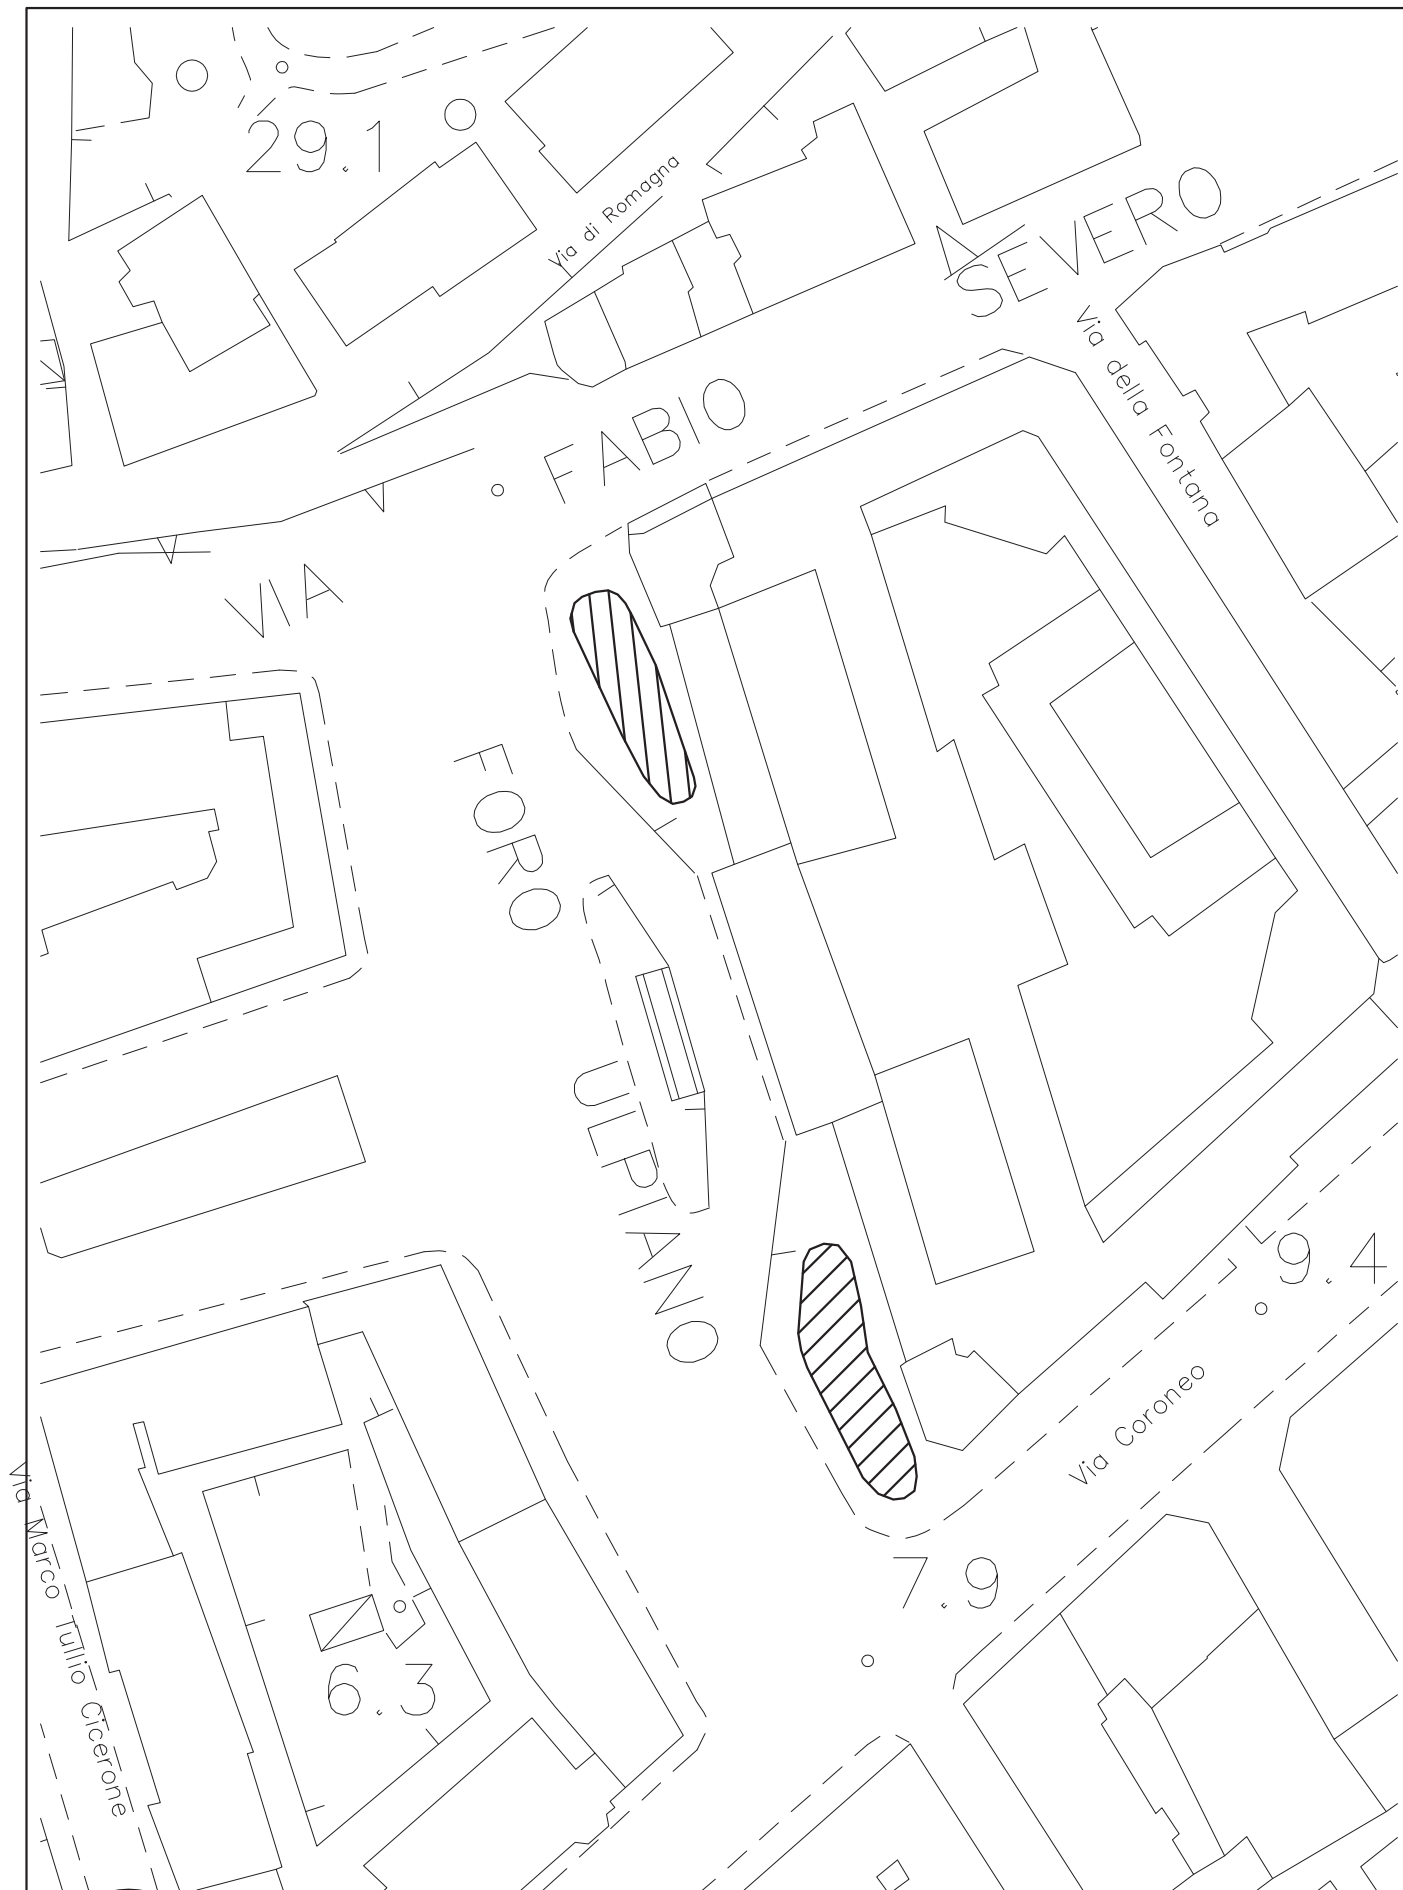 29.1
Via di Romagna
VIA FABIO SEVERO
Via della Fontana
FORO ULPIANO
9.4
Via Coroneo
7.9
Via Marco Tullio Cicerone
6.3